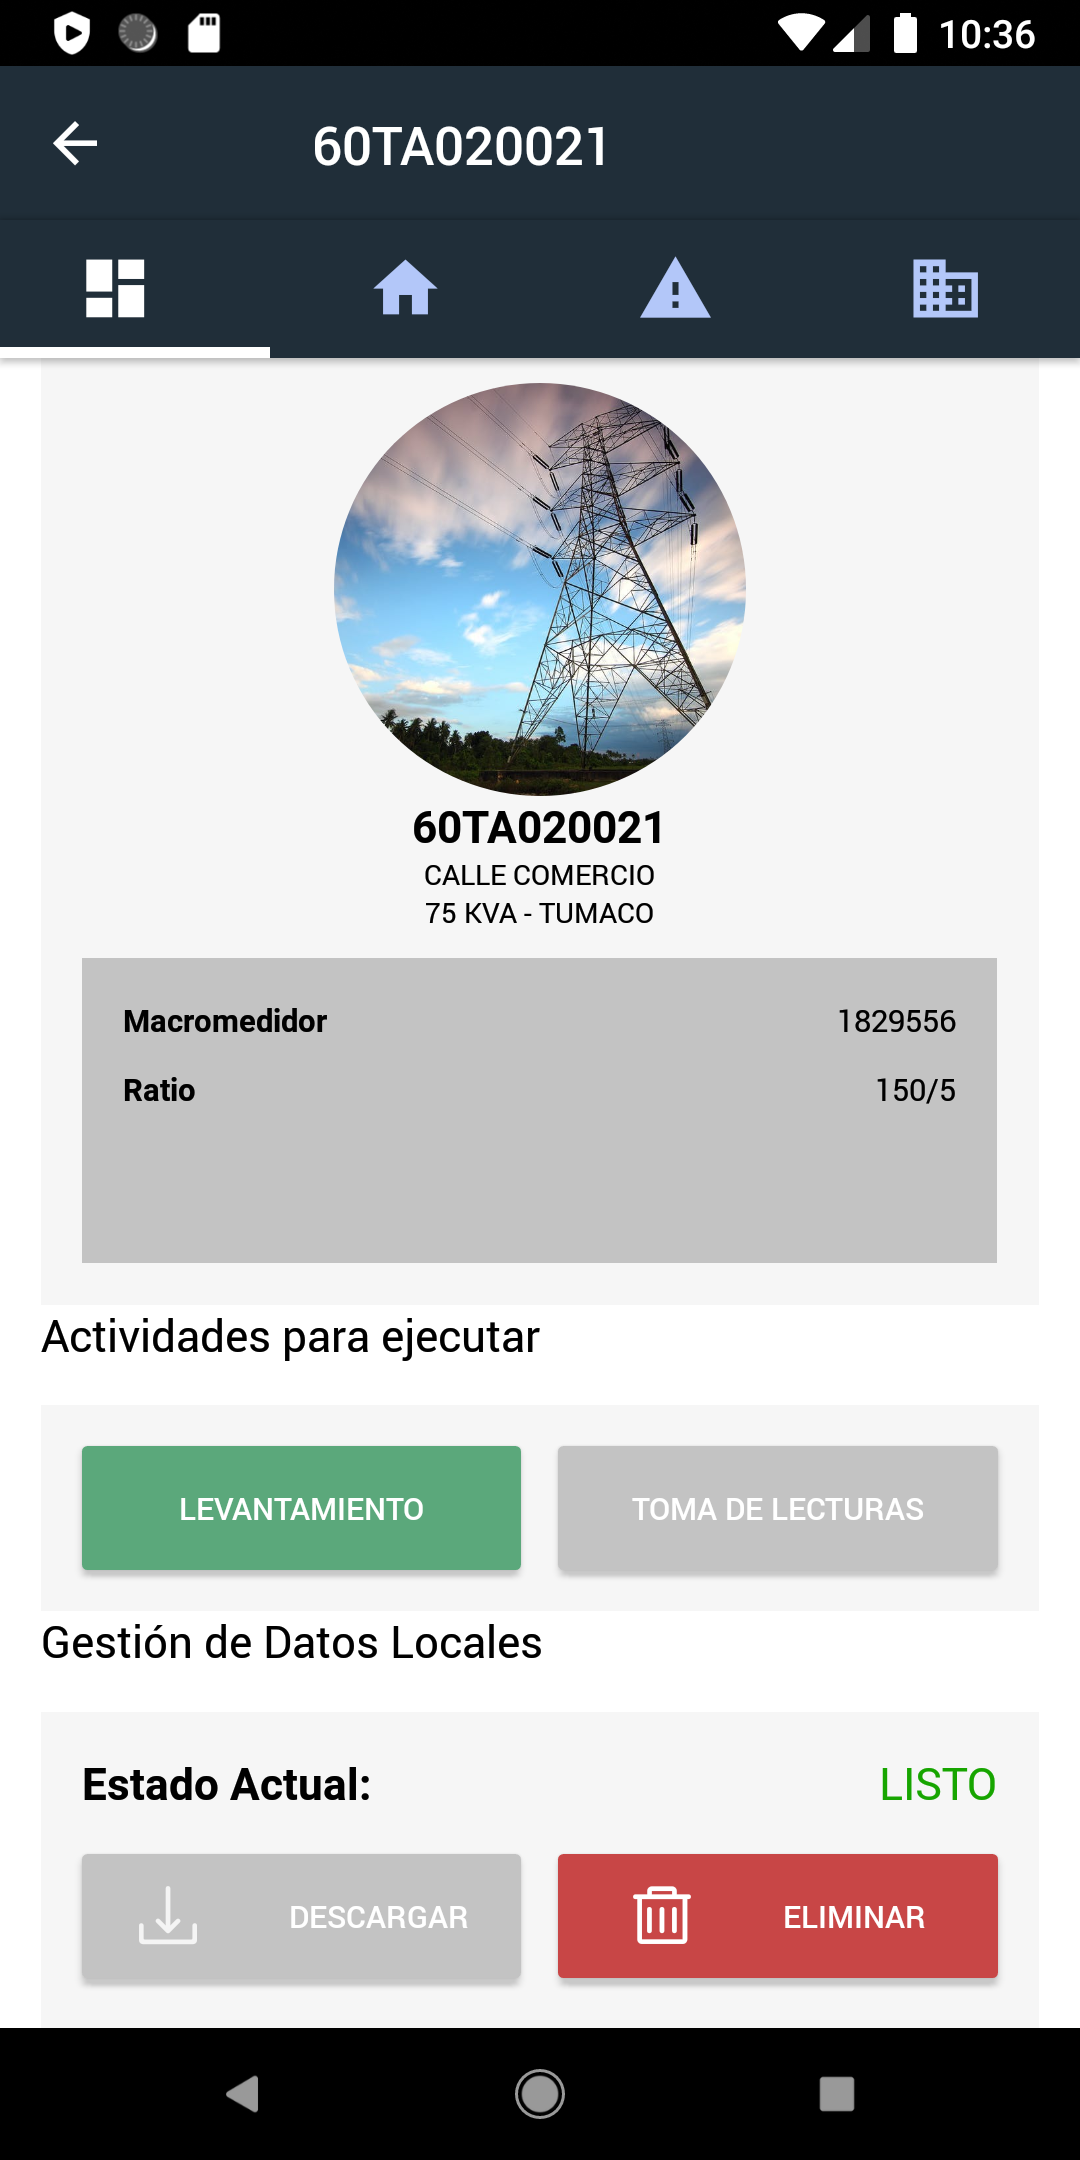 10:36
60TA020021
60TA020021
CALLE COMERCIO
75 KVA - TUMACO
Macromedidor 1829556
Ratio 150/5
Actividades para ejecutar
LEVANTAMIENTO TOMA DE LECTURAS
Gestión de Datos Locales
Estado Actual: LISTO
DESCARGAR ELIMINAR